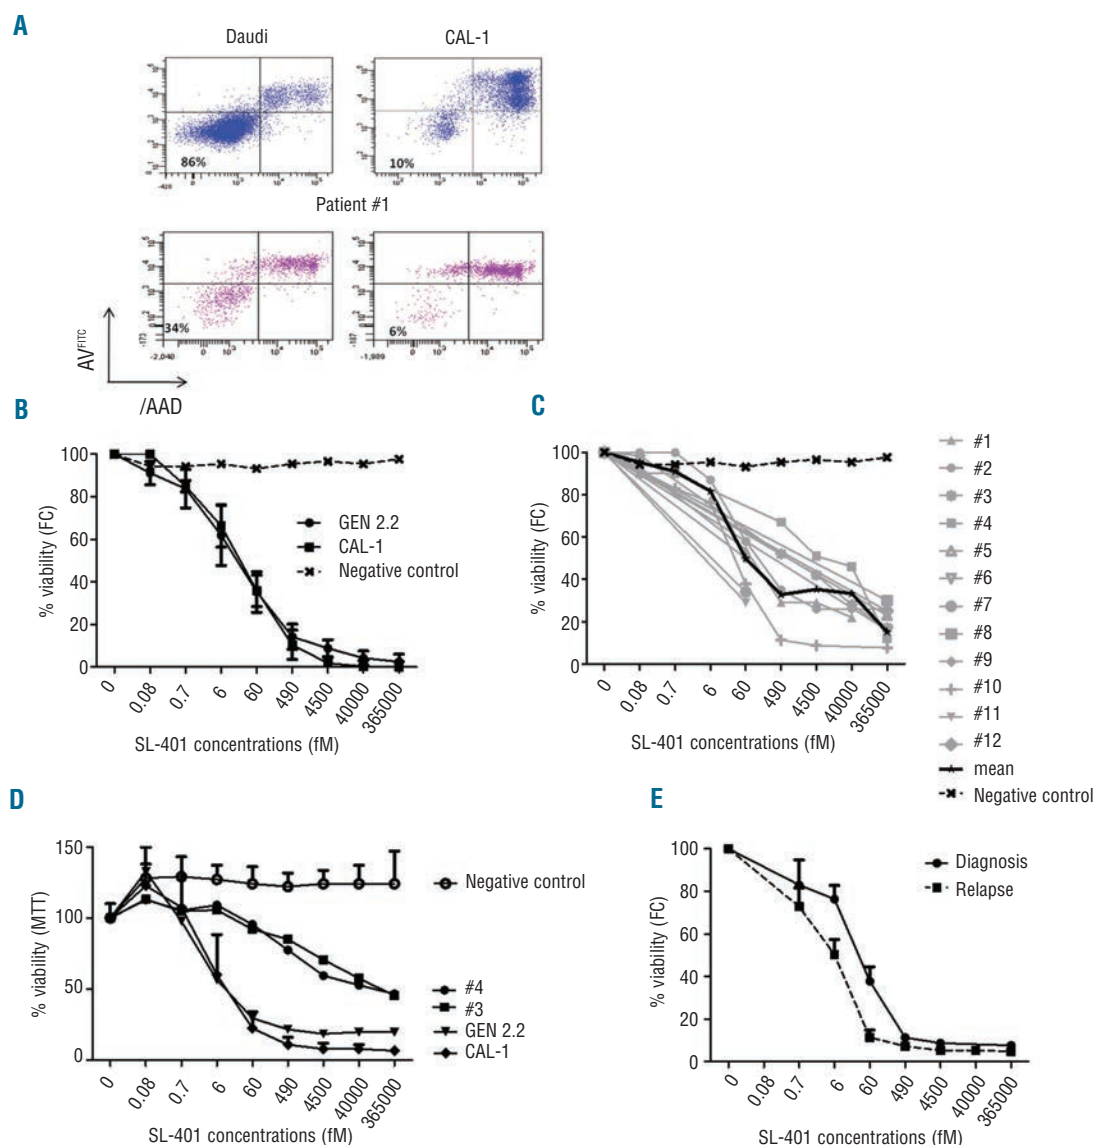 A
Daudi
CAL-1
86%
10%
Patient #1
34%
6%
AV^FITC
/AAD
B
% viability (FC)
100
80
60
40
20
0
GEN 2.2
CAL-1
Negative control
0
0.08
0.7
6
60
490
4500
40000
365000
SL-401 concentrations (fM)
C
% viability (FC)
100
80
60
40
20
0
0
0.08
0.7
6
60
490
4500
40000
365000
SL-401 concentrations (fM)
#1
#2
#3
#4
#5
#6
#7
#8
#9
#10
#11
#12
mean
Negative control
D
% viability (MTT)
150
100
50
0
Negative control
#4
#3
GEN 2.2
CAL-1
0
0.08
0.7
6
60
490
4500
40000
365000
SL-401 concentrations (fM)
E
% viability (FC)
100
80
60
40
20
0
Diagnosis
Relapse
0
0.08
0.7
6
60
490
4500
40000
365000
SL-401 concentrations (fM)